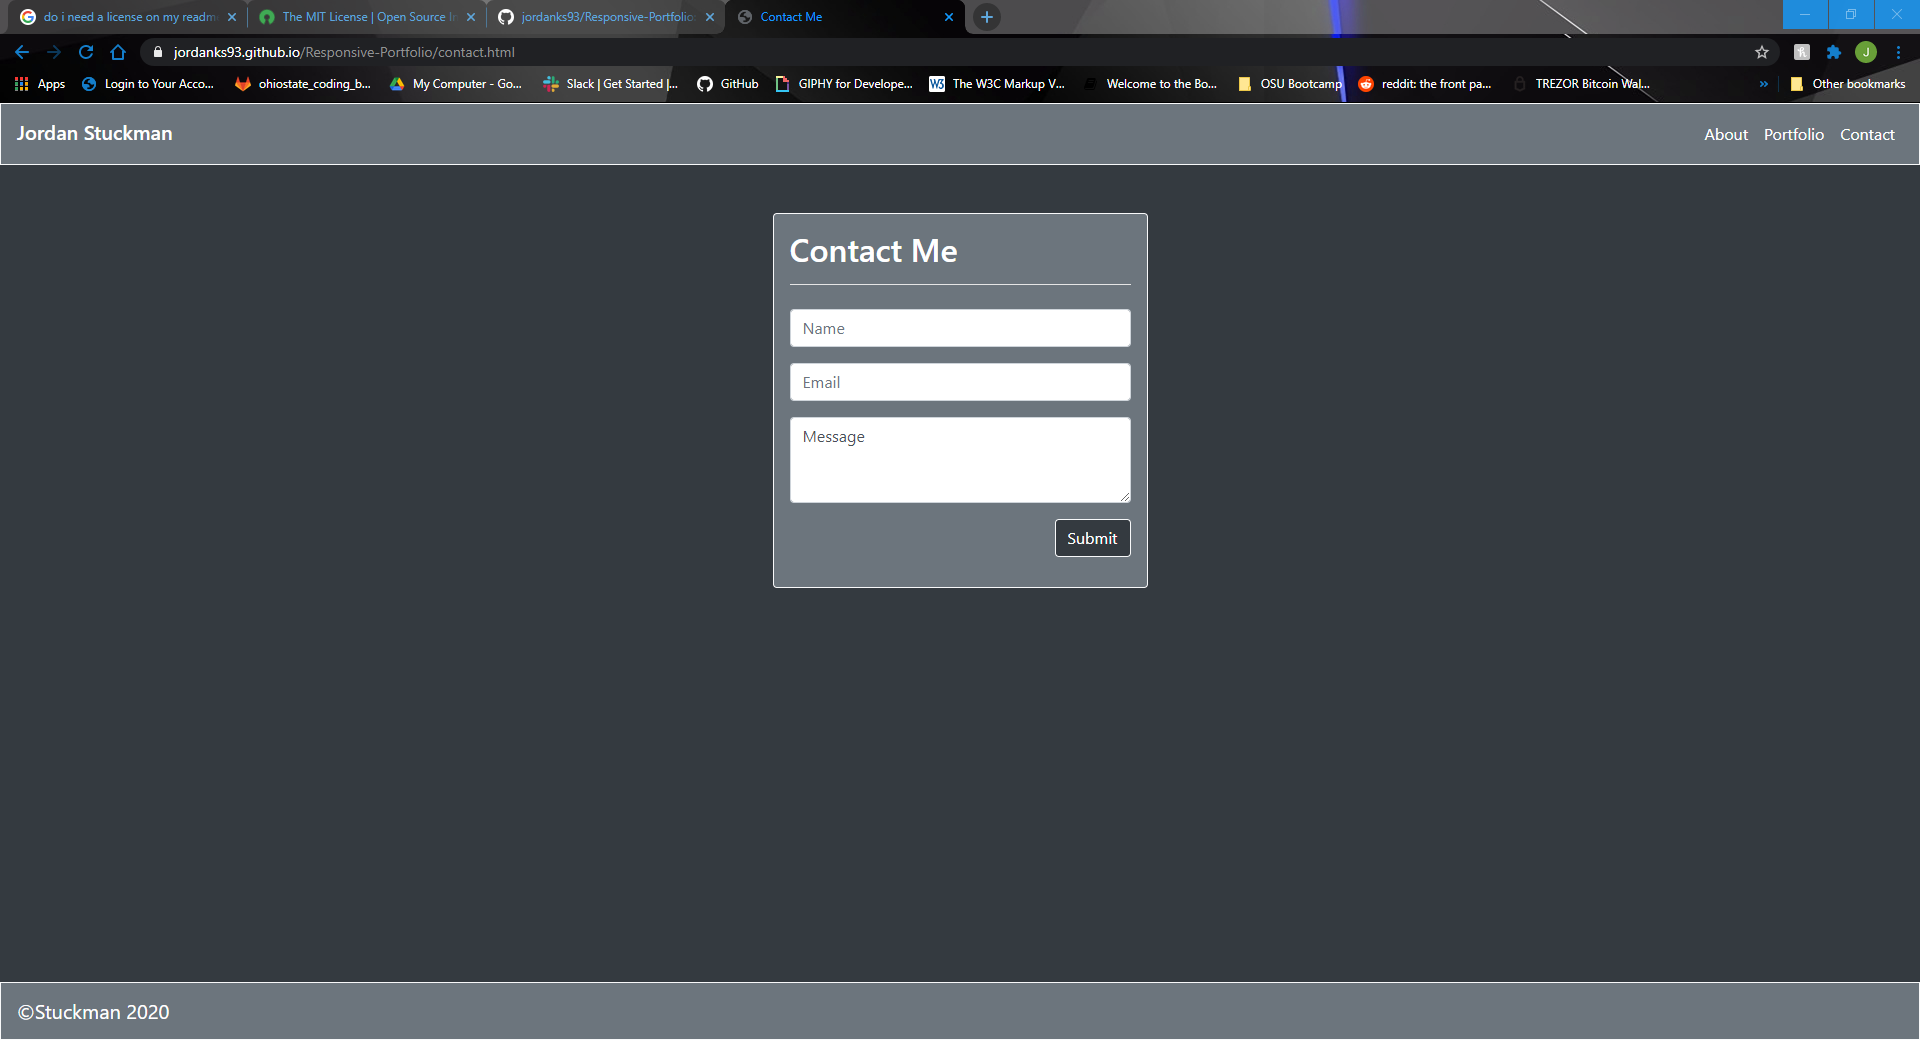 do i need a license on my readm
The MIT License | Open Source In
jordanks93/Responsive-Portfolio:
Contact Me
jordanks93.github.io/Responsive-Portfolio/contact.html
J
Apps
Login to Your Acco...
ohiostate_coding_b...
My Computer - Go...
Slack | Get Started |...
GitHub
GIPHY for Develope...
W3
The W3C Markup V...
Welcome to the Bo...
OSU Bootcamp
reddit: the front pa...
TREZOR Bitcoin Wal...
»
Other bookmarks
Jordan Stuckman
About
Portfolio
Contact
Contact Me
Name
Email
Message
Submit
©Stuckman 2020